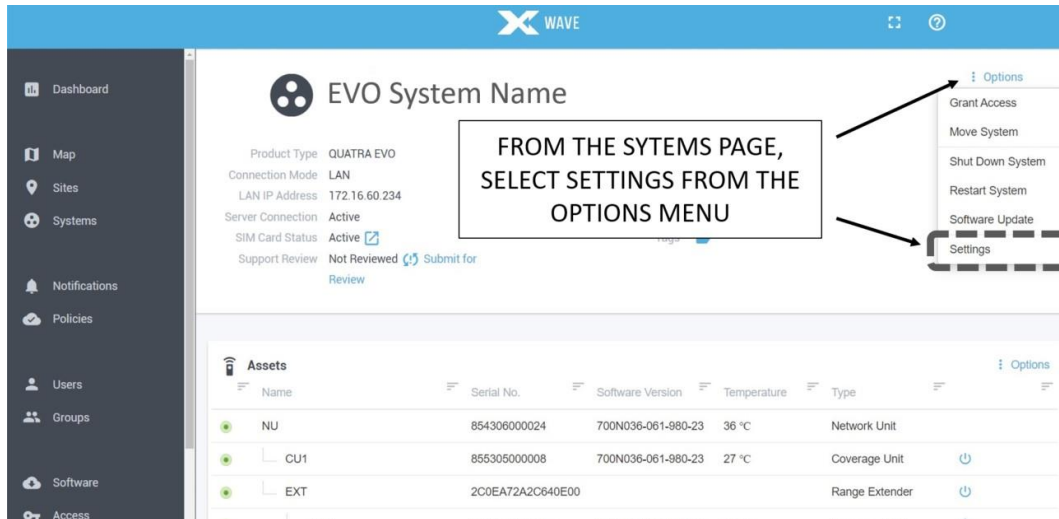 WAVE
Dashboard
Map
Sites
Systems
Notifications
Policies
Users
Groups
Software
Access
EVO System Name
Product Type QUATRA EVO
Connection Mode LAN
LAN IP Address 172.16.60.234
Server Connection Active
SIM Card Status Active
Support Review Not Reviewed Submit for
Review
FROM THE SYTEMS PAGE,
SELECT SETTINGS FROM THE
OPTIONS MENU
Options
Grant Access
Move System
Shut Down System
Restart System
Software Update
Settings
Assets
Options
Name Serial No. Software Version Temperature Type
NU 854306000024 700N036-061-980-23 36 °C Network Unit
CU1 855305000008 700N036-061-980-23 27 °C Coverage Unit
EXT 2C0EA72A2C640E00 Range Extender